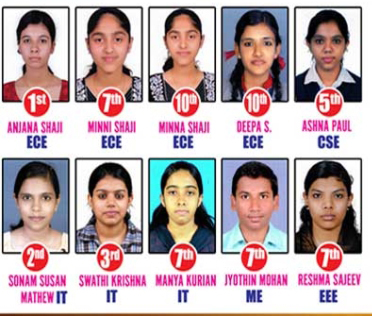 1st 7th 10th 10th 5th
ANJANA SHAJI MINNI SHAJI MINNA SHAJI DEEPA S. ASHNA PAUL
ECE ECE ECE ECE CSE
2nd 3rd 7th 7th 7th
SONAM SUSAN SWATHI KRISHNA MANYA KURIAN JYOTHIN MOHAN RESHMA SAJEEV
MATHEW IT IT IT ME EEE